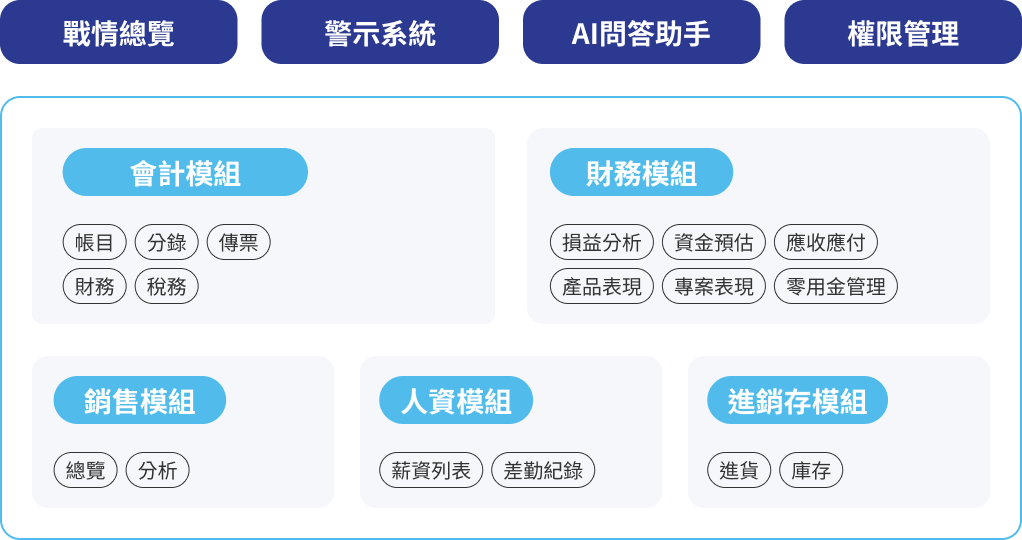 戰情總覽 警示系統 AI問答助手 權限管理
會計模組
帳目 分錄 傳票
財務 稅務
財務模組
損益分析 資金預估 應收應付
產品表現 專案表現 零用金管理
銷售模組
總覽 分析
人資模組
薪資列表 差勤紀錄
進銷存模組
進貨 庫存